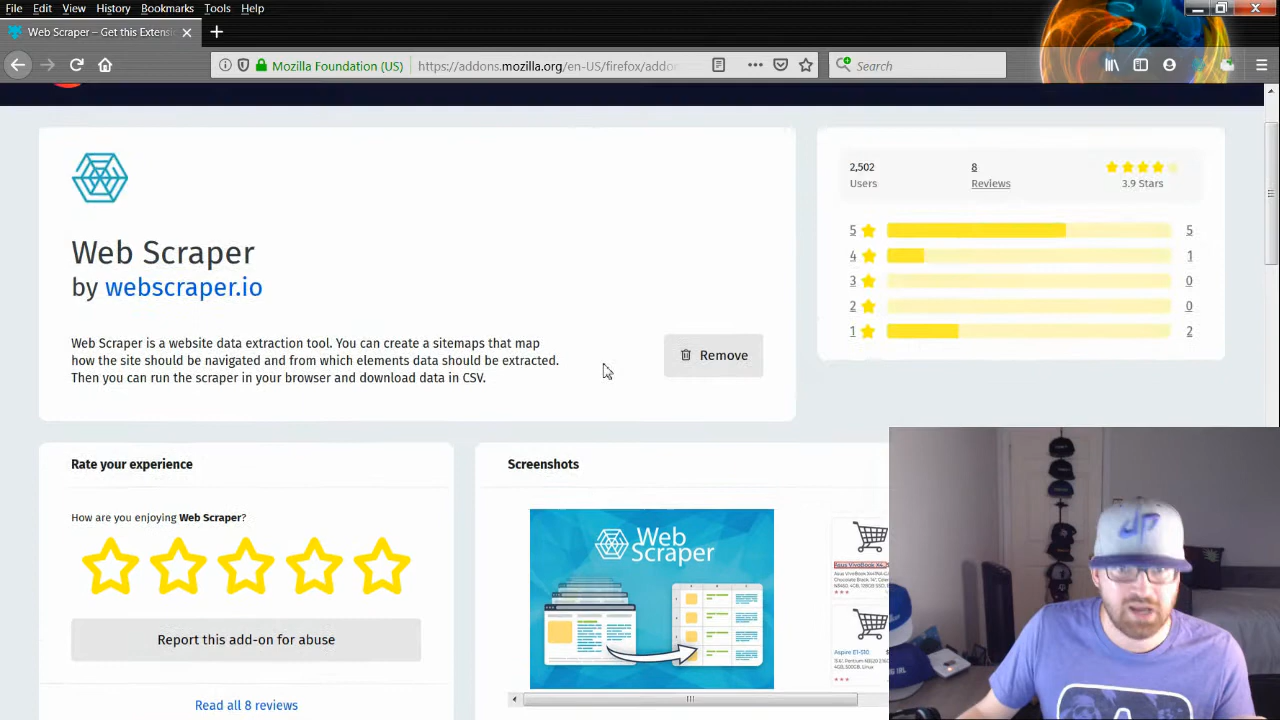 File Edit View History Bookmarks Tools Help
Web Scraper – Get this Extensi
Mozilla Foundation (US) https://addons.mozilla.org/en-US/firefox/addo
Search
2,502
Users
8
Reviews
3.9 Stars
5 5
4 1
3 0
2 0
1 2
Web Scraper
by webscraper.io
Web Scraper is a website data extraction tool. You can create a sitemaps that map
how the site should be navigated and from which elements data should be extracted.
Then you can run the scraper in your browser and download data in CSV.
Remove
Rate your experience
How are you enjoying Web Scraper?
Report this add-on for abuse
Read all 8 reviews
Screenshots
Web
Scraper
Aspire E1-510